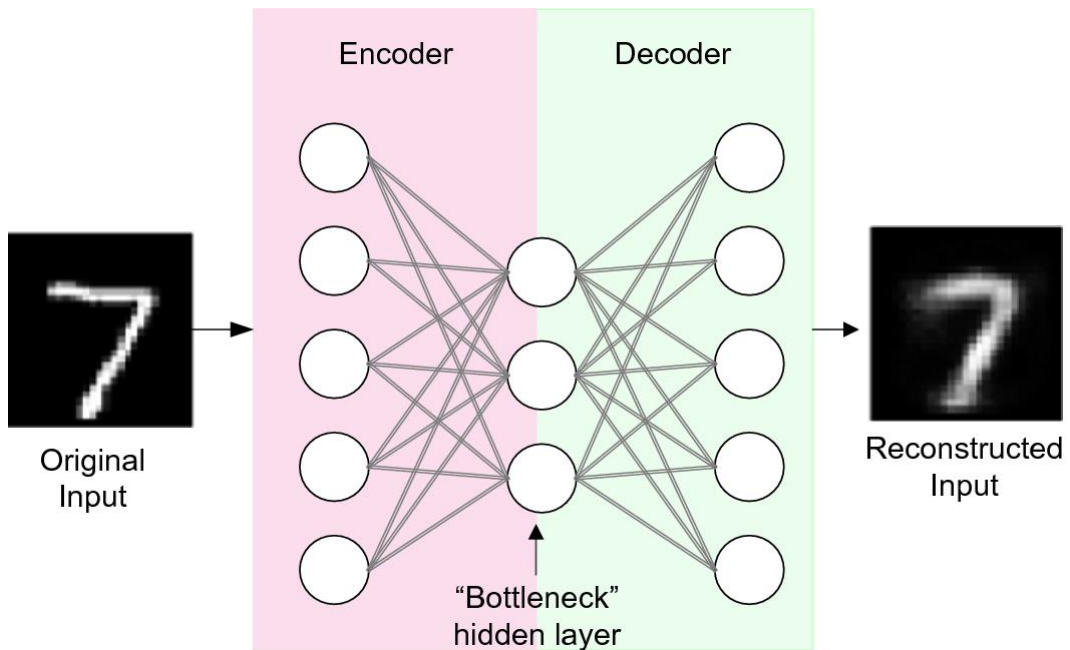 Encoder
Decoder
Original
Input
“Bottleneck”
hidden layer
Reconstructed
Input